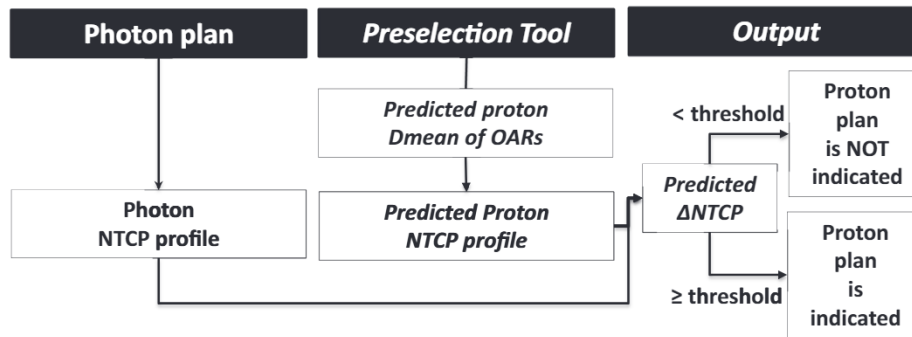 Photon plan
Preselection Tool
Output
Predicted proton
Dmean of OARs
Photon
NTCP profile
Predicted Proton
NTCP profile
Predicted
ΔNTCP
< threshold
≥ threshold
Proton
plan
is NOT
indicated
Proton
plan
is
indicated